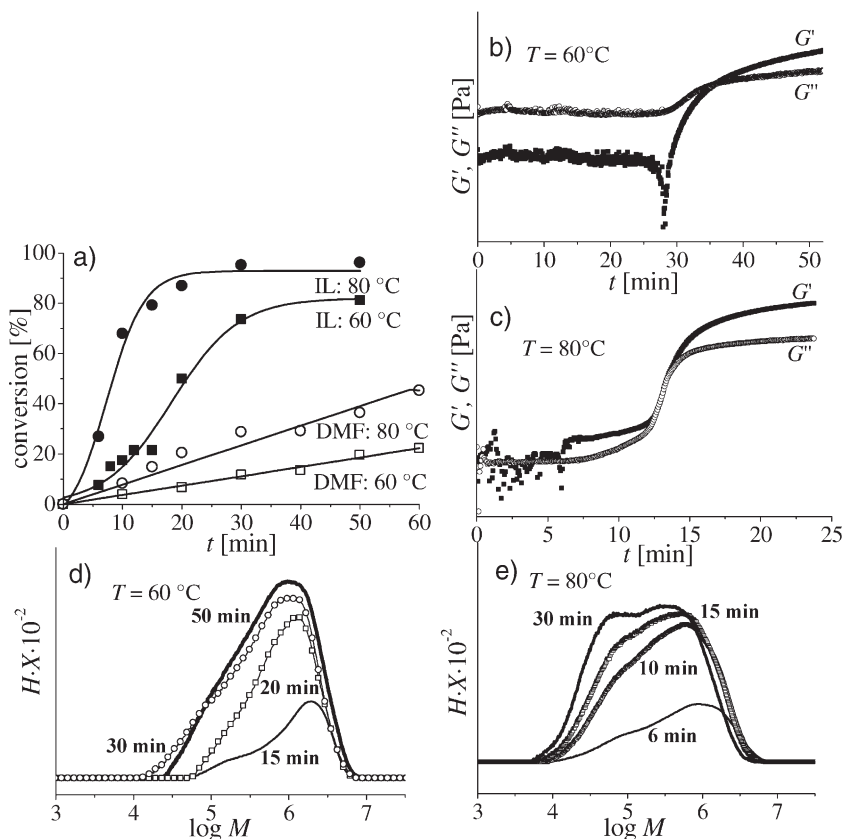 a)
conversion [%]
100
80
60
40
20
0
IL: 80 °C
IL: 60 °C
DMF: 80 °C
DMF: 60 °C
0 10 20 30 40 50 60
t [min]
b)
T = 60°C
G', G'' [Pa]
G'
G''
0 10 20 30 40 50
t [min]
c)
T = 80°C
G', G'' [Pa]
G'
G''
0 5 10 15 20 25
t [min]
d)
T = 60 °C
H·X·10⁻²
50 min
20 min
30 min
15 min
3 4 5 6 7
log M
e)
T = 80°C
H·X·10⁻²
30 min
15 min
10 min
6 min
3 4 5 6 7
log M